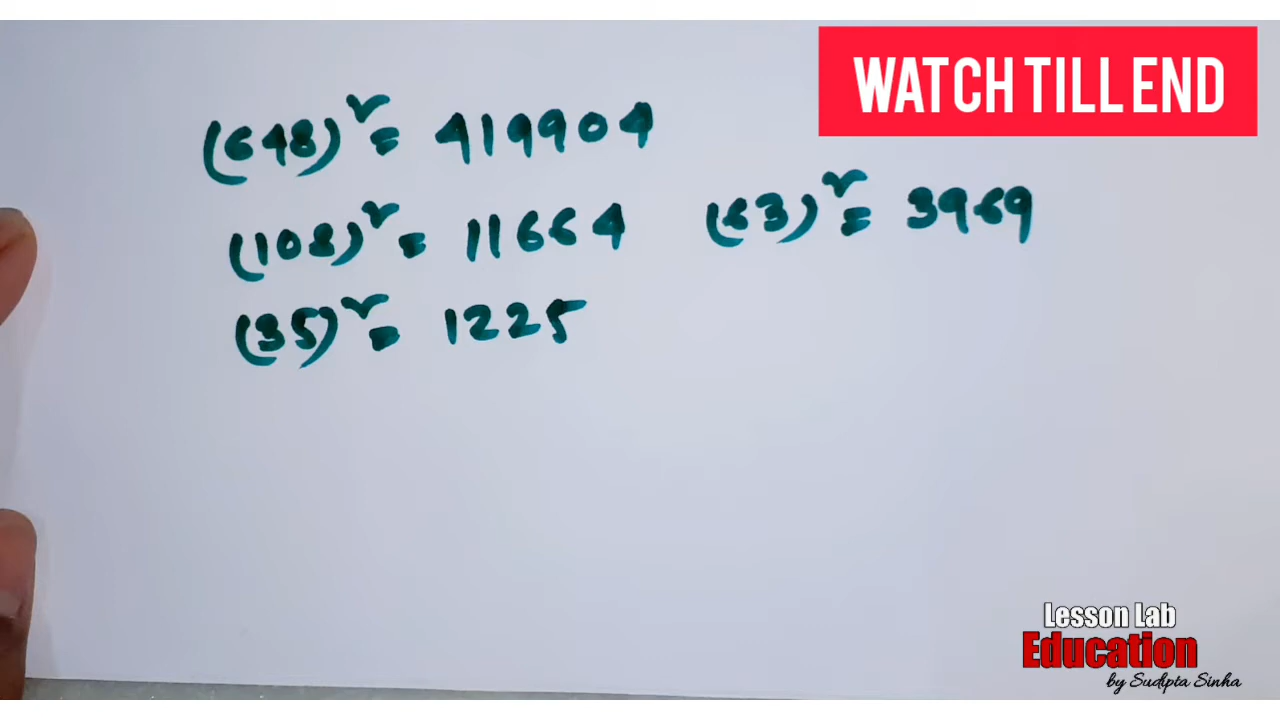 WATCH TILL END
(648)² = 419904
(108)² = 11664
(63)² = 3969
(35)² = 1225
Lesson Lab
Education
by Sudipta Sinha